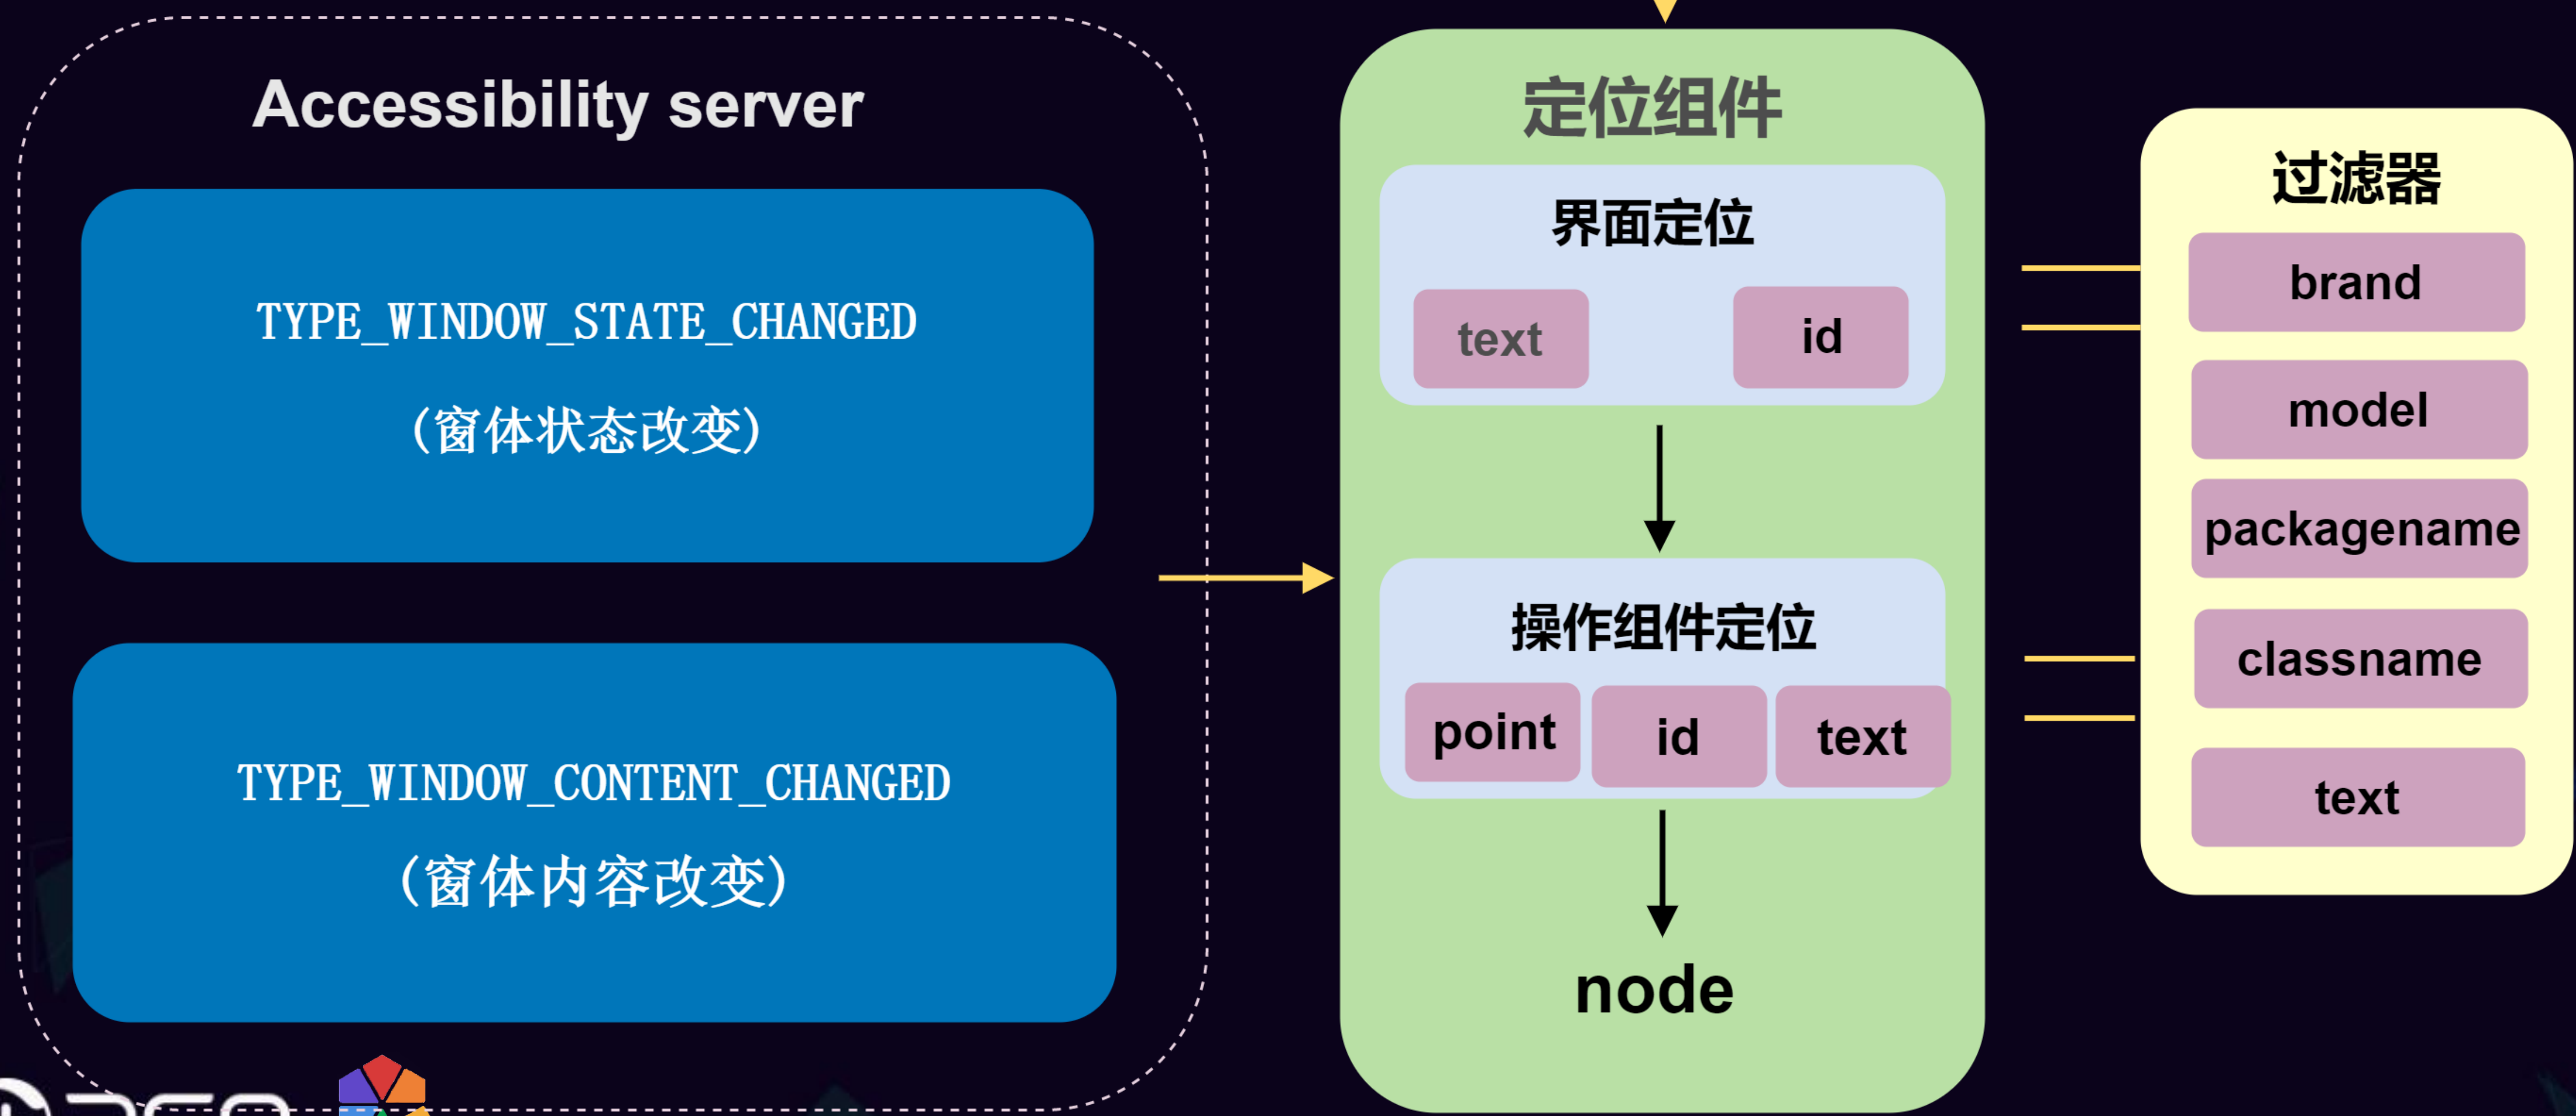 Accessibility server
TYPE_WINDOW_STATE_CHANGED
(窗体状态改变)
TYPE_WINDOW_CONTENT_CHANGED
(窗体内容改变)
定位组件
界面定位
text
id
操作组件定位
point
id
text
node
过滤器
brand
model
packagename
classname
text